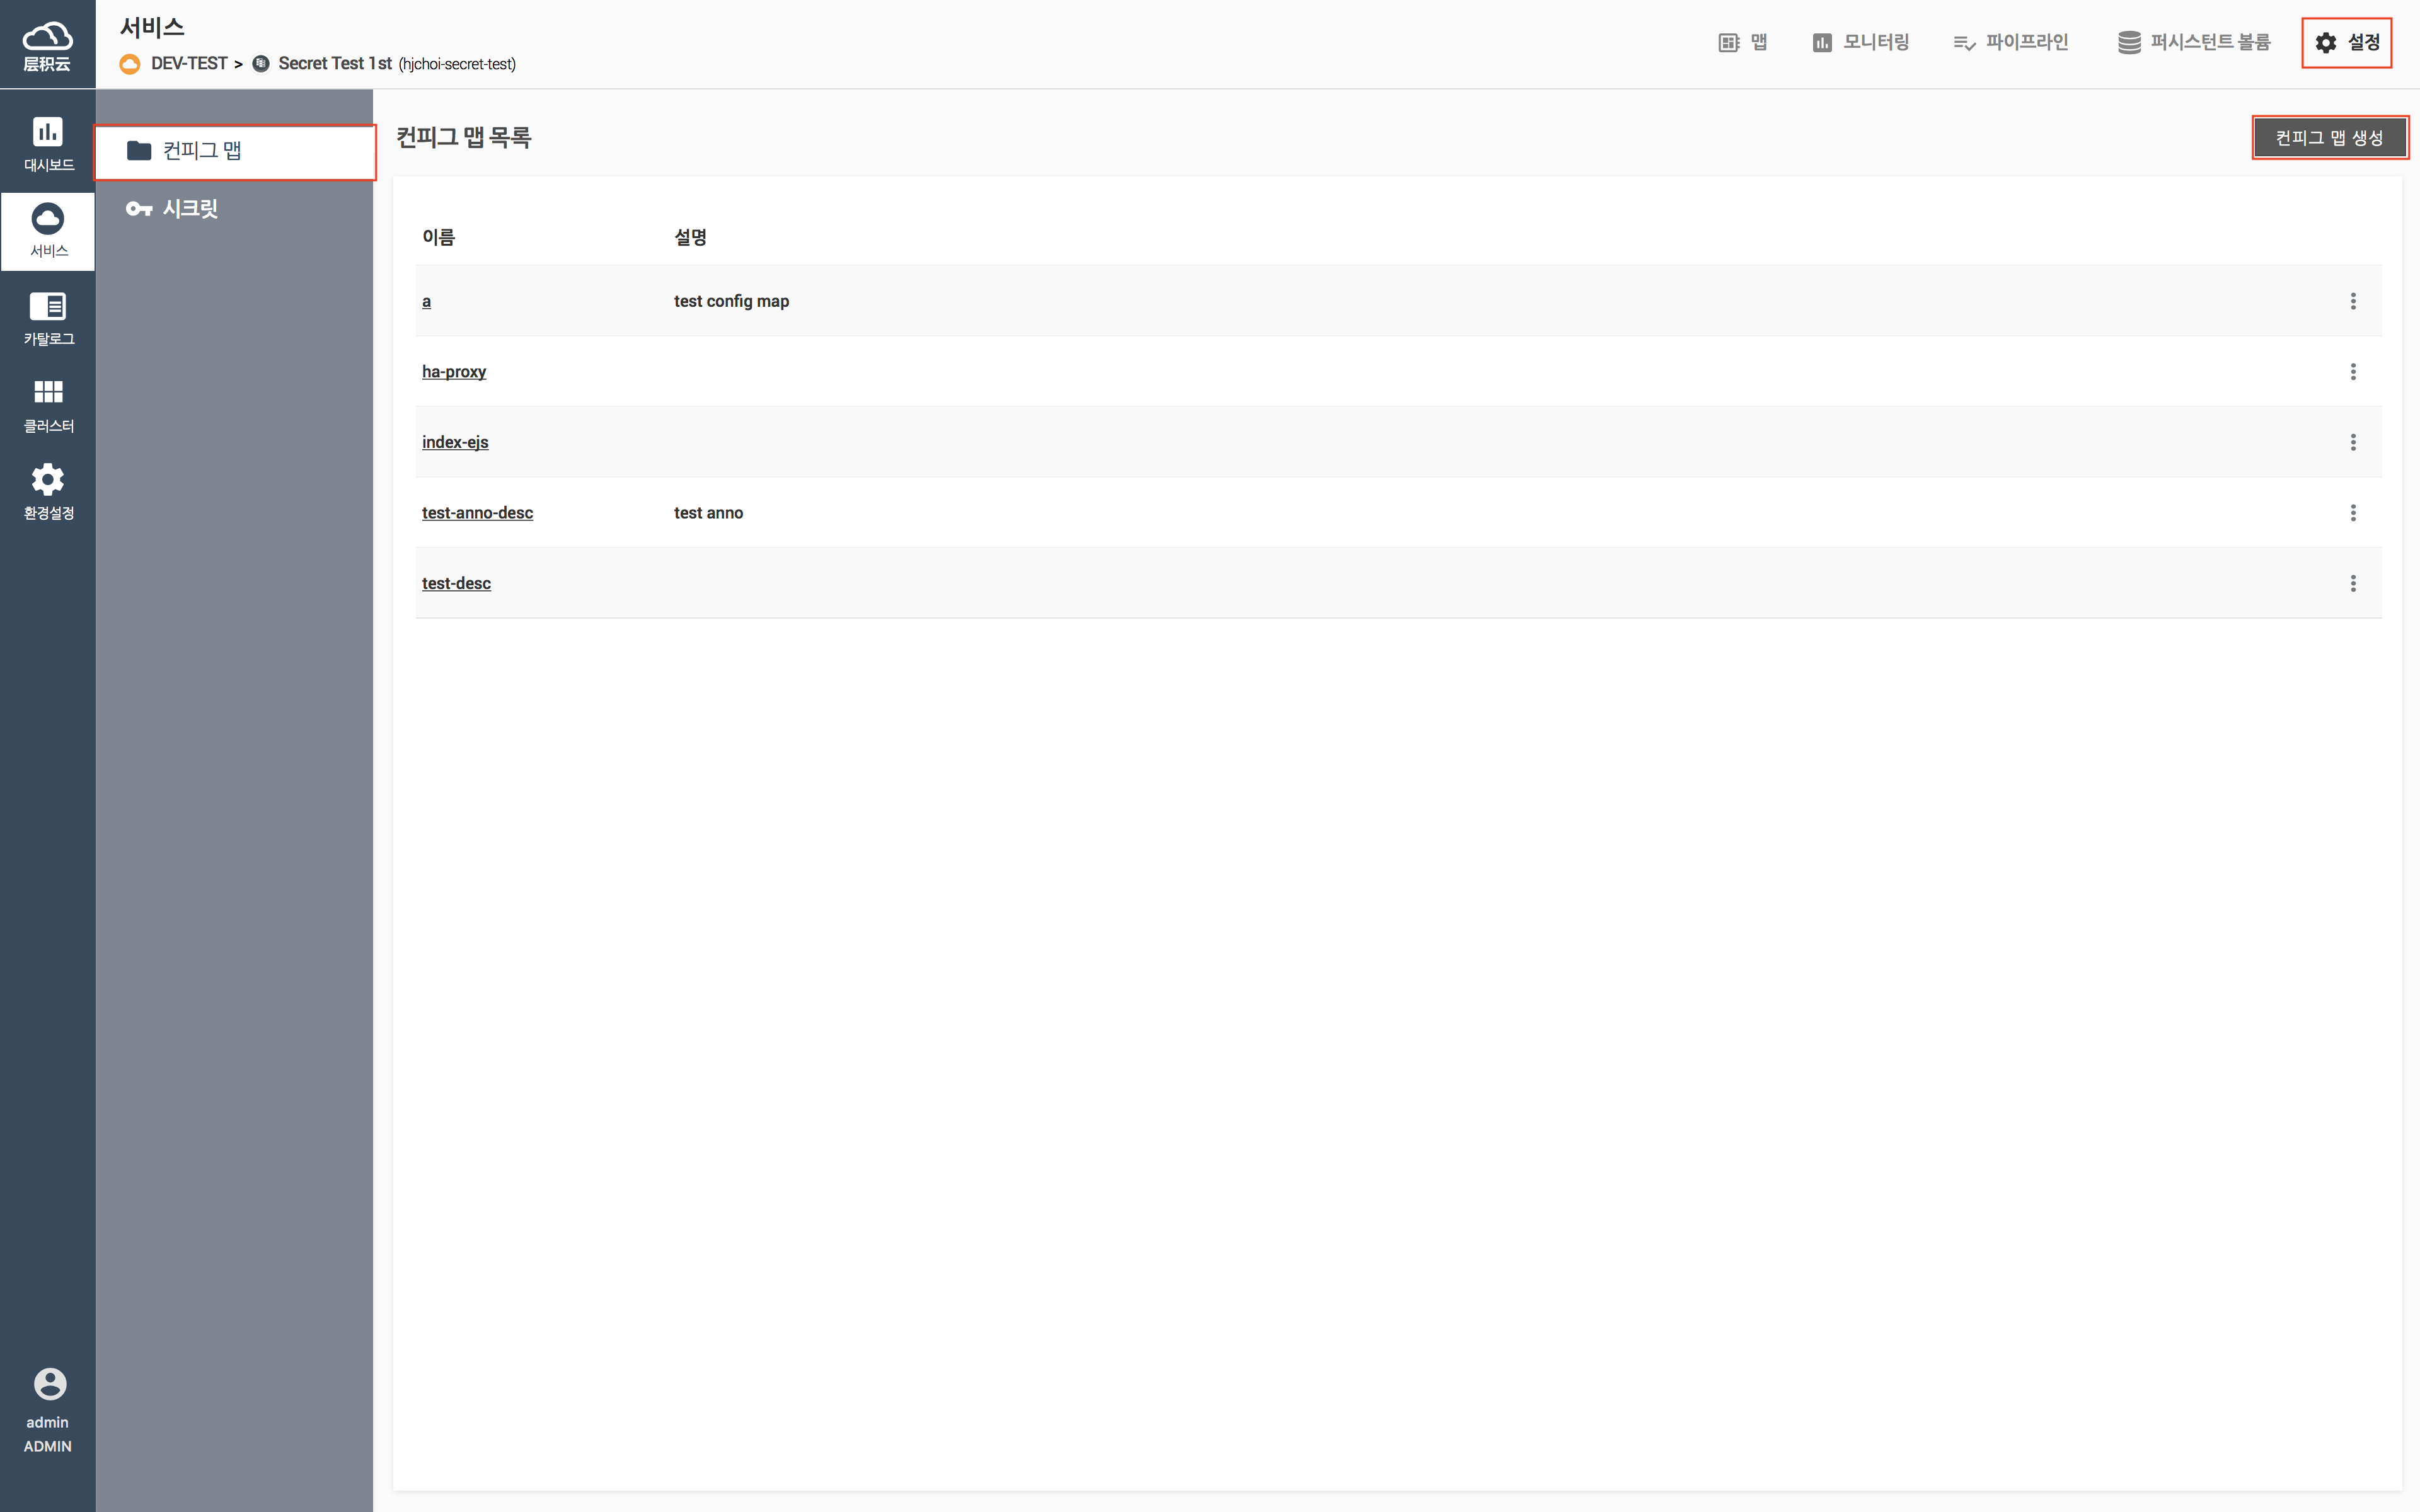 层积云
서비스
DEV-TEST > Secret Test 1st (hjchoi-secret-test)
맵
모니터링
파이프라인
퍼시스턴트 볼륨
설정
대시보드
서비스
카탈로그
클러스터
환경설정
admin
ADMIN
컨피그 맵
시크릿
컨피그 맵 목록
컨피그 맵 생성
이름 설명
a test config map
ha-proxy
index-ejs
test-anno-desc test anno
test-desc